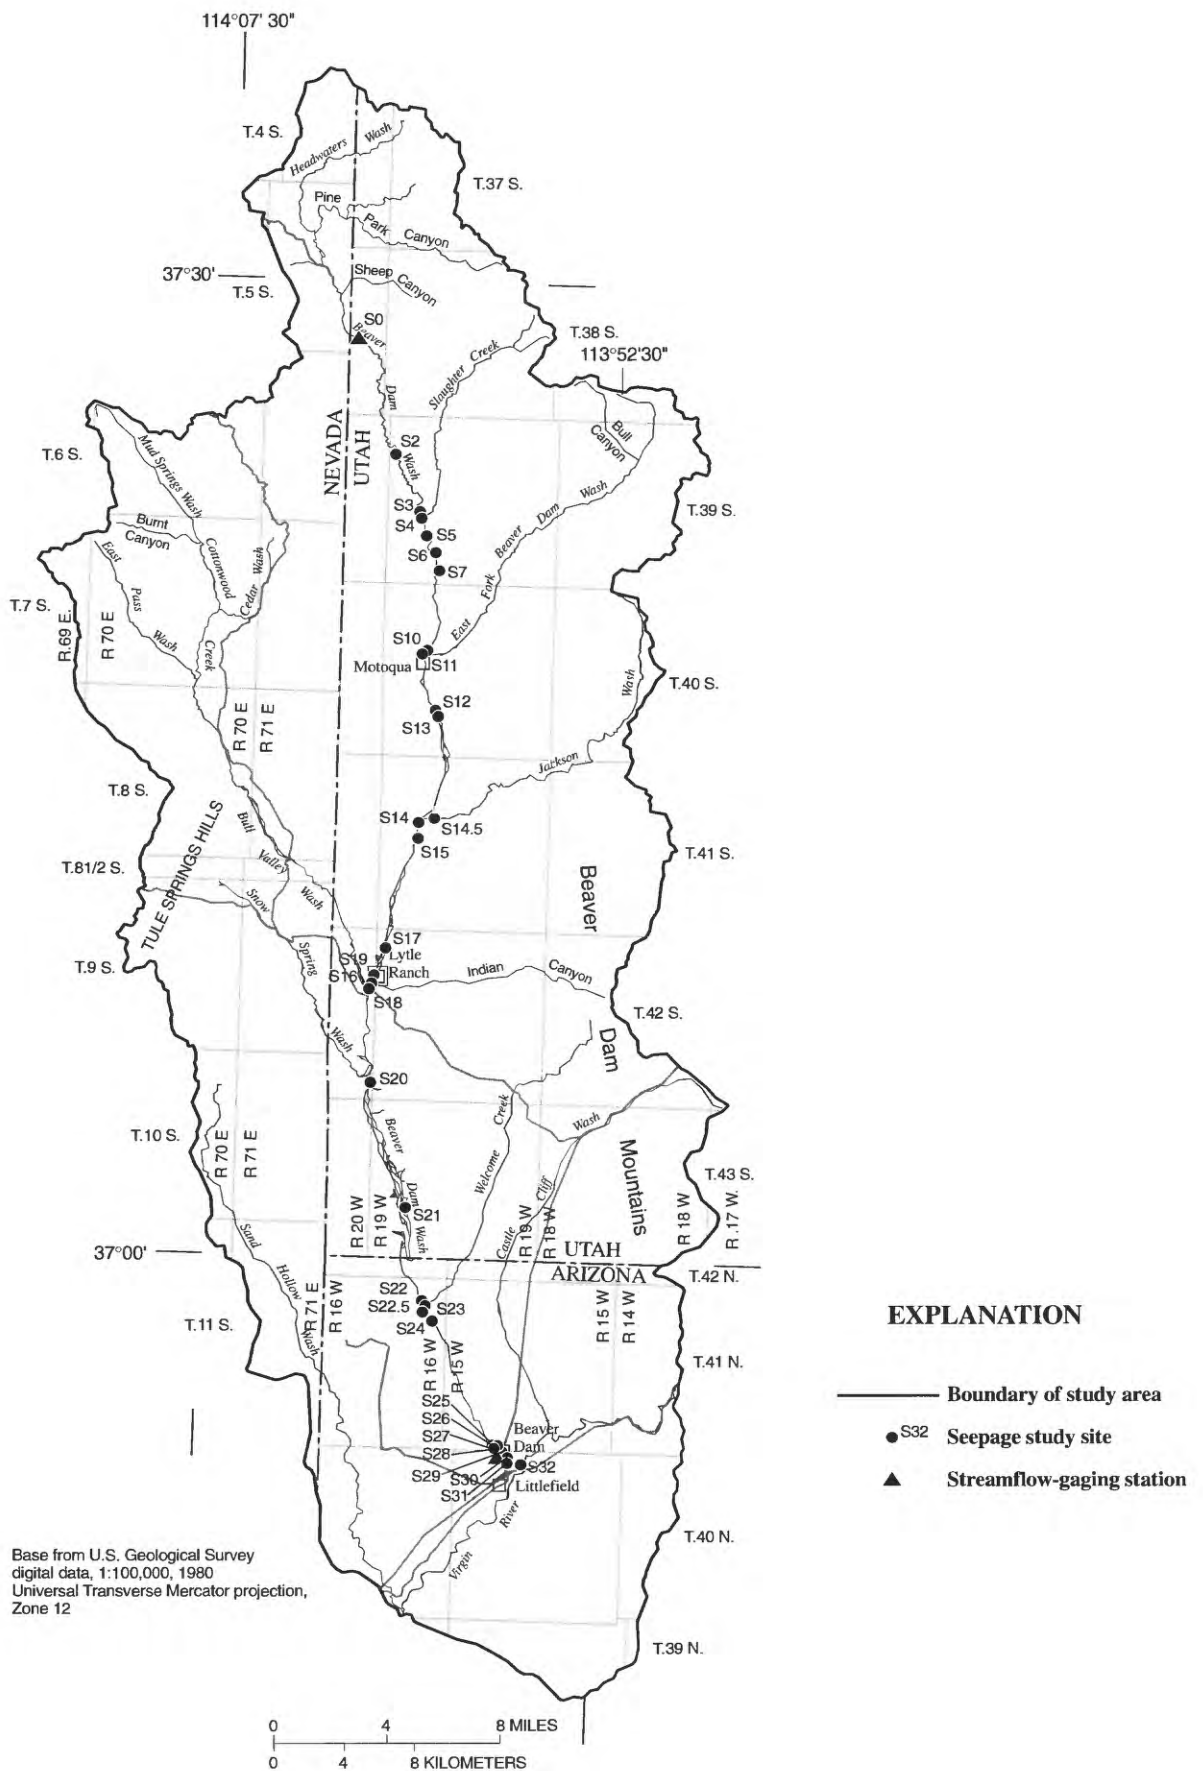 114°07' 30"
T.4 S.
Headwaters Wash
T.37 S.
Pine
Park Canyon
37°30'
Sheep Canyon
T.5 S.
S0
Beaver
T.38 S.
113°52'30"
Slaughter Creek
Dam
Bull
Canyon
NEVADA
UTAH
S2
Wash
T.6 S.
Mud Springs Wash
T.39 S.
S3
S4
S5
S6
S7
Burnt
Canyon
East
Pass
Wash
Cottonwood
Creek
Cedar Wash
East Fork Beaver Dam Wash
T.7 S.
R.69 E.
R 70 E
S10
Motoqua
S11
T.40 S.
Wash
S12
S13
R 70 E
R 71 E
Jackson
T.8 S.
S14
S14.5
S15
Bull
Valley
Wash
T.41 S.
T.81/2 S.
TULE SPRINGS HILLS
Snow
Spring
Wash
Beaver
S17
Lytle
Ranch
S19
S16
S18
Indian Canyon
T.9 S.
T.42 S.
Dam
S20
Creek
Wash
T.10 S.
R 70 E
R 71 E
Beaver
Dam
Wash
Welcome
Mountains
T.43 S.
S21
R 20 W
R 19 W
Castle Cliff
R 19 W
R 18 W
R 18 W
R .17 W.
37°00'
Sand
Hollow
Wash
UTAH
ARIZONA
T.42 N.
S22
S22.5
S23
S24
R 71 E
R 16 W
R 15 W
R 14 W
T.11 S.
R 16 W
R 15 W
T.41 N.
S25
S26
S27
S28
S29
S30
S31
Beaver
Dam
S32
Littlefield
Virgin River
T.40 N.
T.39 N.
EXPLANATION
Boundary of study area
S32 Seepage study site
Streamflow-gaging station
Base from U.S. Geological Survey
digital data, 1:100,000, 1980
Universal Transverse Mercator projection,
Zone 12
0 4 8 MILES
0 4 8 KILOMETERS